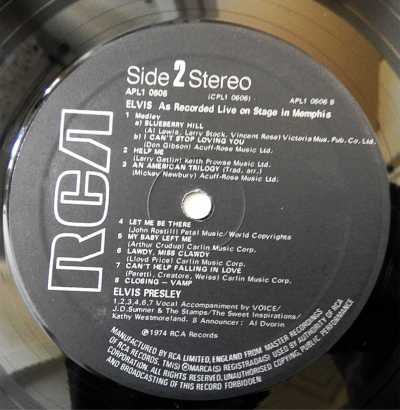 RCA
Side 2 Stereo
APL1 0606 (CPL1 0606) APL1 0606 B
ELVIS As Recorded Live on Stage in Memphis
1 Medley
a) BLUEBERRY HILL
(Al Lewis, Larry Stock, Vincent Rose) Victoria Mus. Pub. Co. Ltd.
b) I CAN'T STOP LOVING YOU
(Don Gibson) Acuff-Rose Music Ltd.
2 HELP ME
(Larry Gatlin) Keith Prowse Music Ltd.
3 AN AMERICAN TRILOGY (Trad. arr.)
(Mickey Newbury) Acuff-Rose Music Ltd.
4 LET ME BE THERE
(John Rostill) Petal Music/World Copyrights
5 MY BABY LEFT ME
(Arthur Crudup) Carlin Music Corp.
6 LAWDY, MISS CLAWDY
(Lloyd Price) Carlin Music Corp.
7 CAN'T HELP FALLING IN LOVE
(Peretti, Creatore, Weiss) Carlin Music Corp.
8 CLOSING - VAMP
ELVIS PRESLEY
1,2,3,4,6,7 Vocal Accompaniment by VOICE/
J.D. Sumner & The Stamps/The Sweet Inspirations/
Kathy Westmoreland. 8 Announcer: Al Dvorin
℗ 1974 RCA Records
MANUFACTURED BY RCA LIMITED, ENGLAND FROM MASTER RECORDINGS
OF RCA RECORDS, TM(S) ® MARCA(S) REGISTRADA(S) USED BY AUTHORITY OF RCA
CORPORATION. ALL RIGHTS RESERVED. UNAUTHORISED COPYING, PUBLIC PERFORMANCE
AND BROADCASTING OF THIS RECORD FORBIDDEN